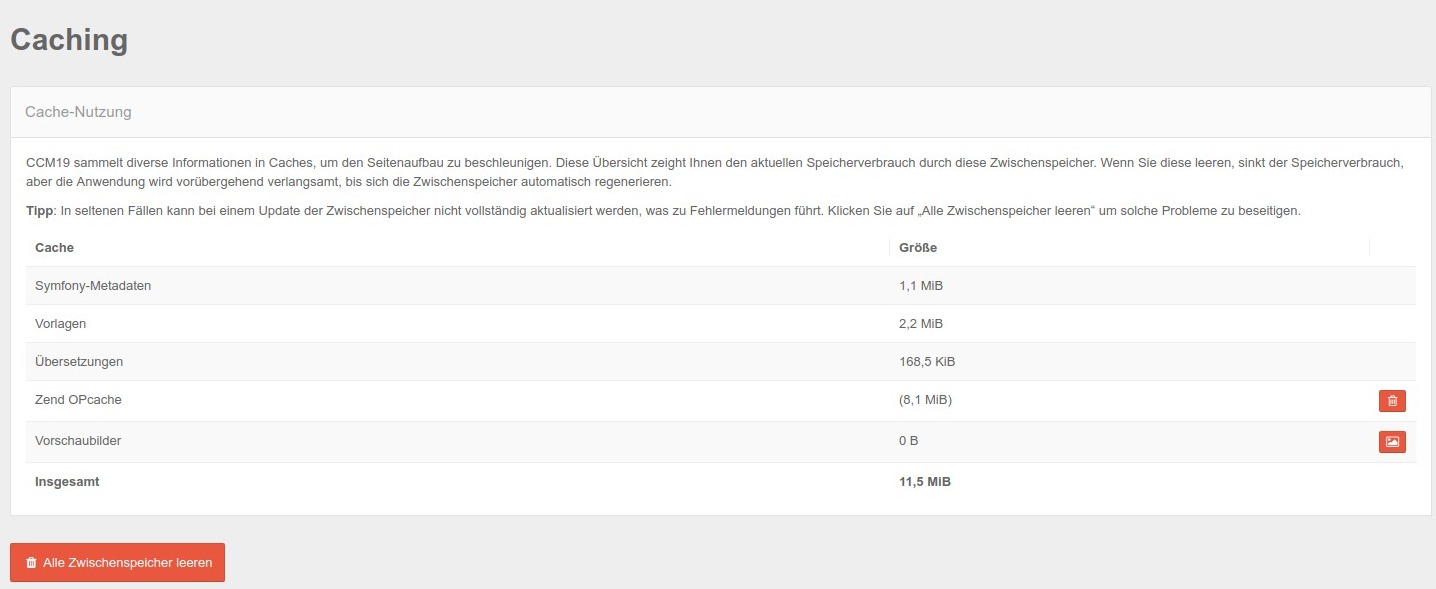 Caching
Cache-Nutzung
CCM19 sammelt diverse Informationen in Caches, um den Seitenaufbau zu beschleunigen. Diese Übersicht zeigt Ihnen den aktuellen Speicherverbrauch durch diese Zwischenspeicher. Wenn Sie diese leeren, sinkt der Speicherverbrauch,
aber die Anwendung wird vorübergehend verlangsamt, bis sich die Zwischenspeicher automatisch regenerieren.
Tipp: In seltenen Fällen kann bei einem Update der Zwischenspeicher nicht vollständig aktualisiert werden, was zu Fehlermeldungen führt. Klicken Sie auf „Alle Zwischenspeicher leeren“ um solche Probleme zu beseitigen.
Cache Größe
Symfony-Metadaten 1,1 MiB
Vorlagen 2,2 MiB
Übersetzungen 168,5 KiB
Zend OPcache (8,1 MiB)
Vorschaubilder 0 B
Insgesamt 11,5 MiB
Alle Zwischenspeicher leeren